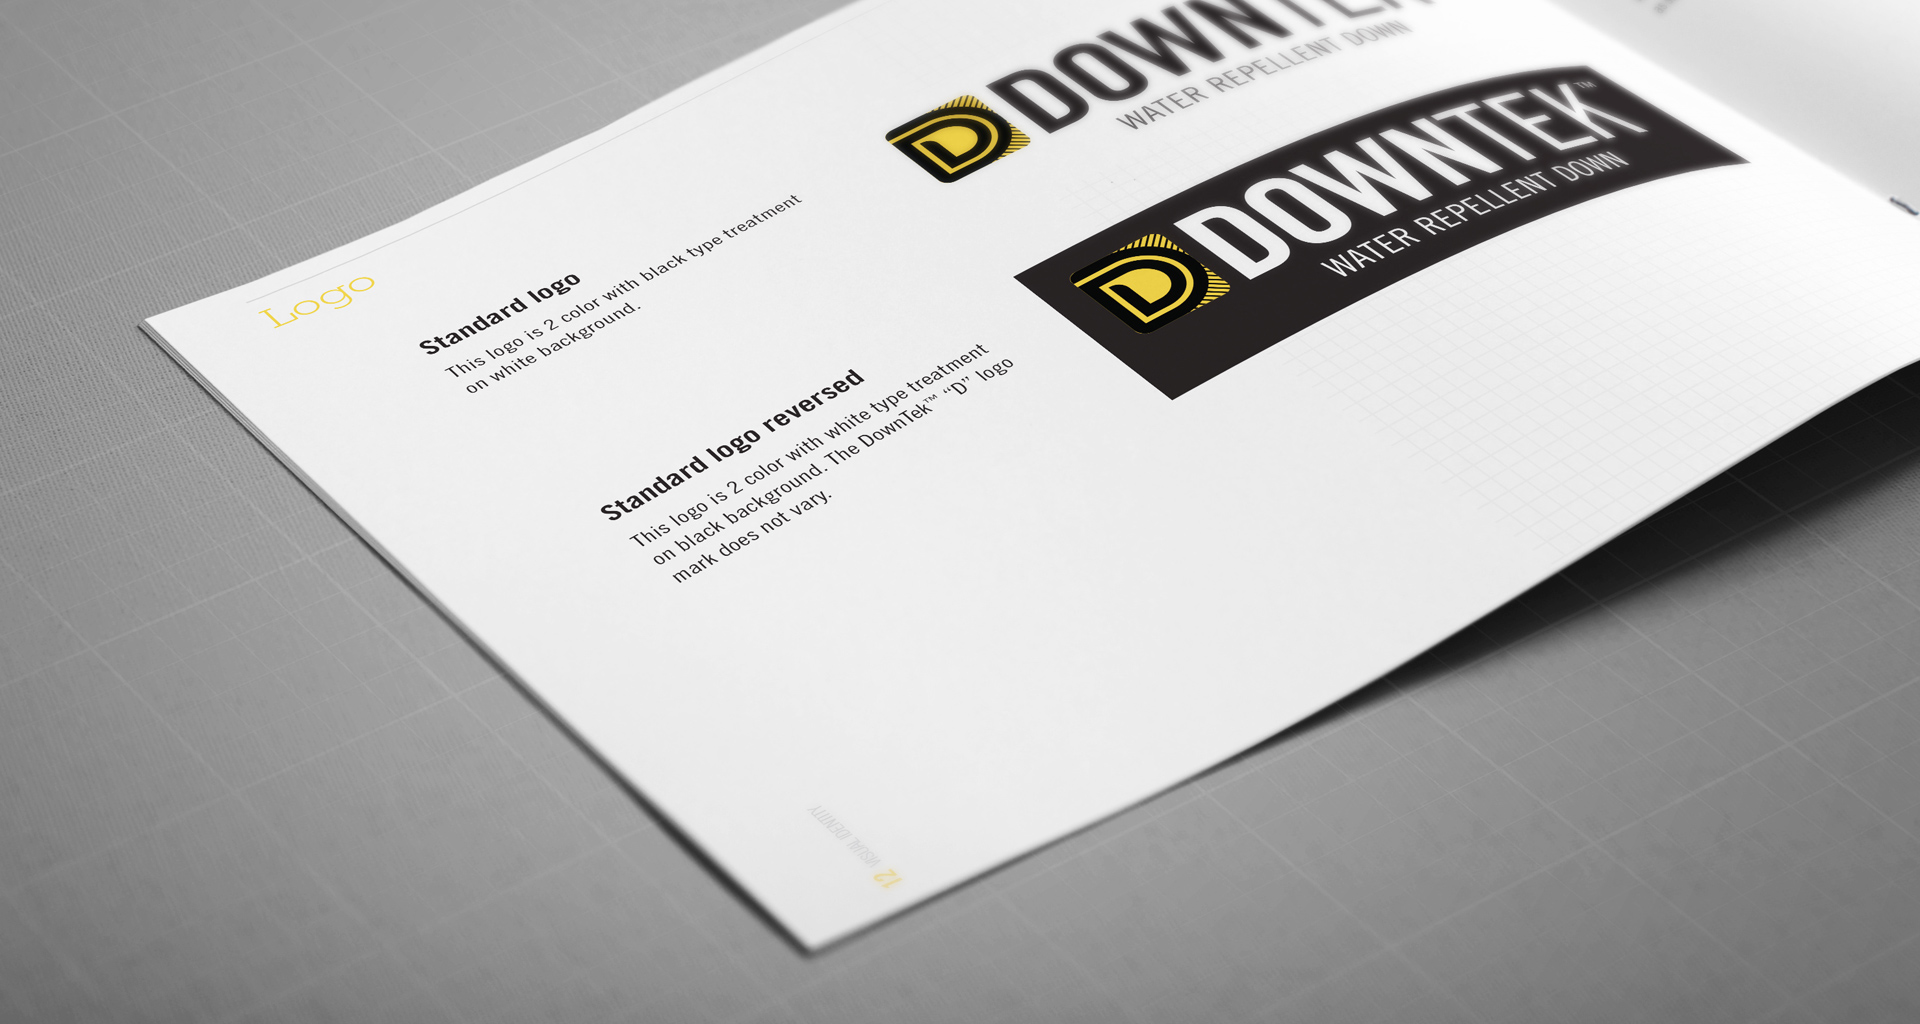 Logo
Standard logo
This logo is 2 color with black type treatment
on white background.
DOWNTEK
WATER REPELLENT DOWN
Standard logo reversed
This logo is 2 color with white type treatment
on black background. The DownTek™ “D” logo
mark does not vary.
D
DOWNTEK™
WATER REPELLENT DOWN
12 VISUAL IDENTITY